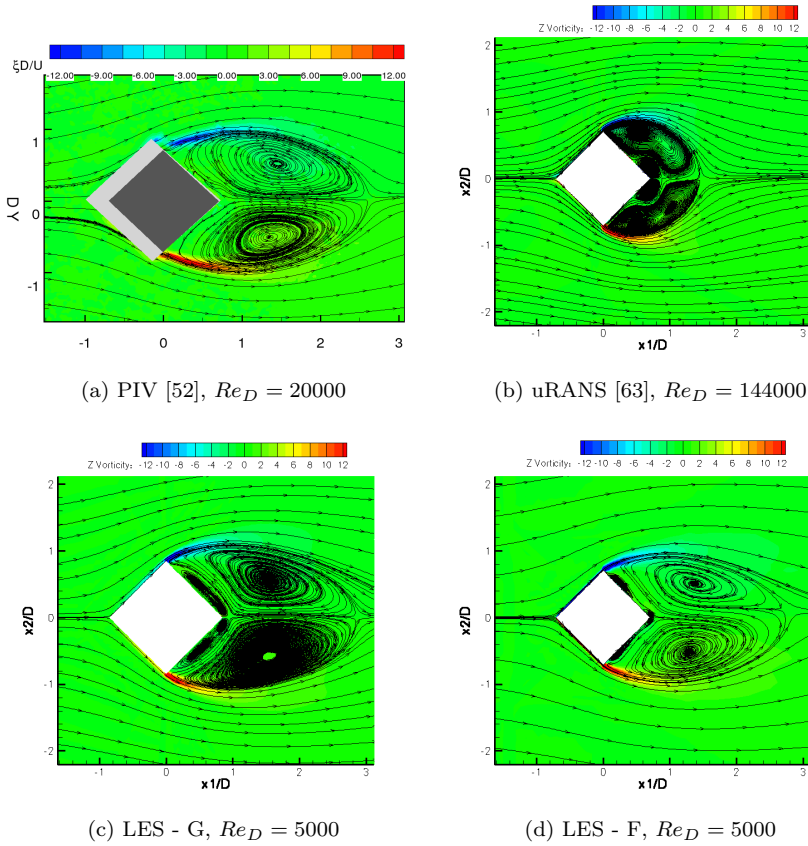 ξD/U
-12.00 -9.00 -6.00 -3.00 0.00 3.00 6.00 9.00 12.00
1
0
-1
D Y
-1 0 1 2 3
(a) PIV [52], Re_D = 20000
Z Vorticity: -12 -10 -8 -6 -4 -2 0 2 4 6 8 10 12
2
1
0
-1
-2
x2/D
-1 0 1 2 3
x1/D
(b) uRANS [63], Re_D = 144000
Z Vorticity: -12 -10 -8 -6 -4 -2 0 2 4 6 8 10 12
2
1
0
-1
-2
x2/D
-1 0 1 2 3
x1/D
(c) LES - G, Re_D = 5000
Z Vorticity: -12 -10 -8 -6 -4 -2 0 2 4 6 8 10 12
2
1
0
-1
-2
x2/D
-1 0 1 2 3
x1/D
(d) LES - F, Re_D = 5000